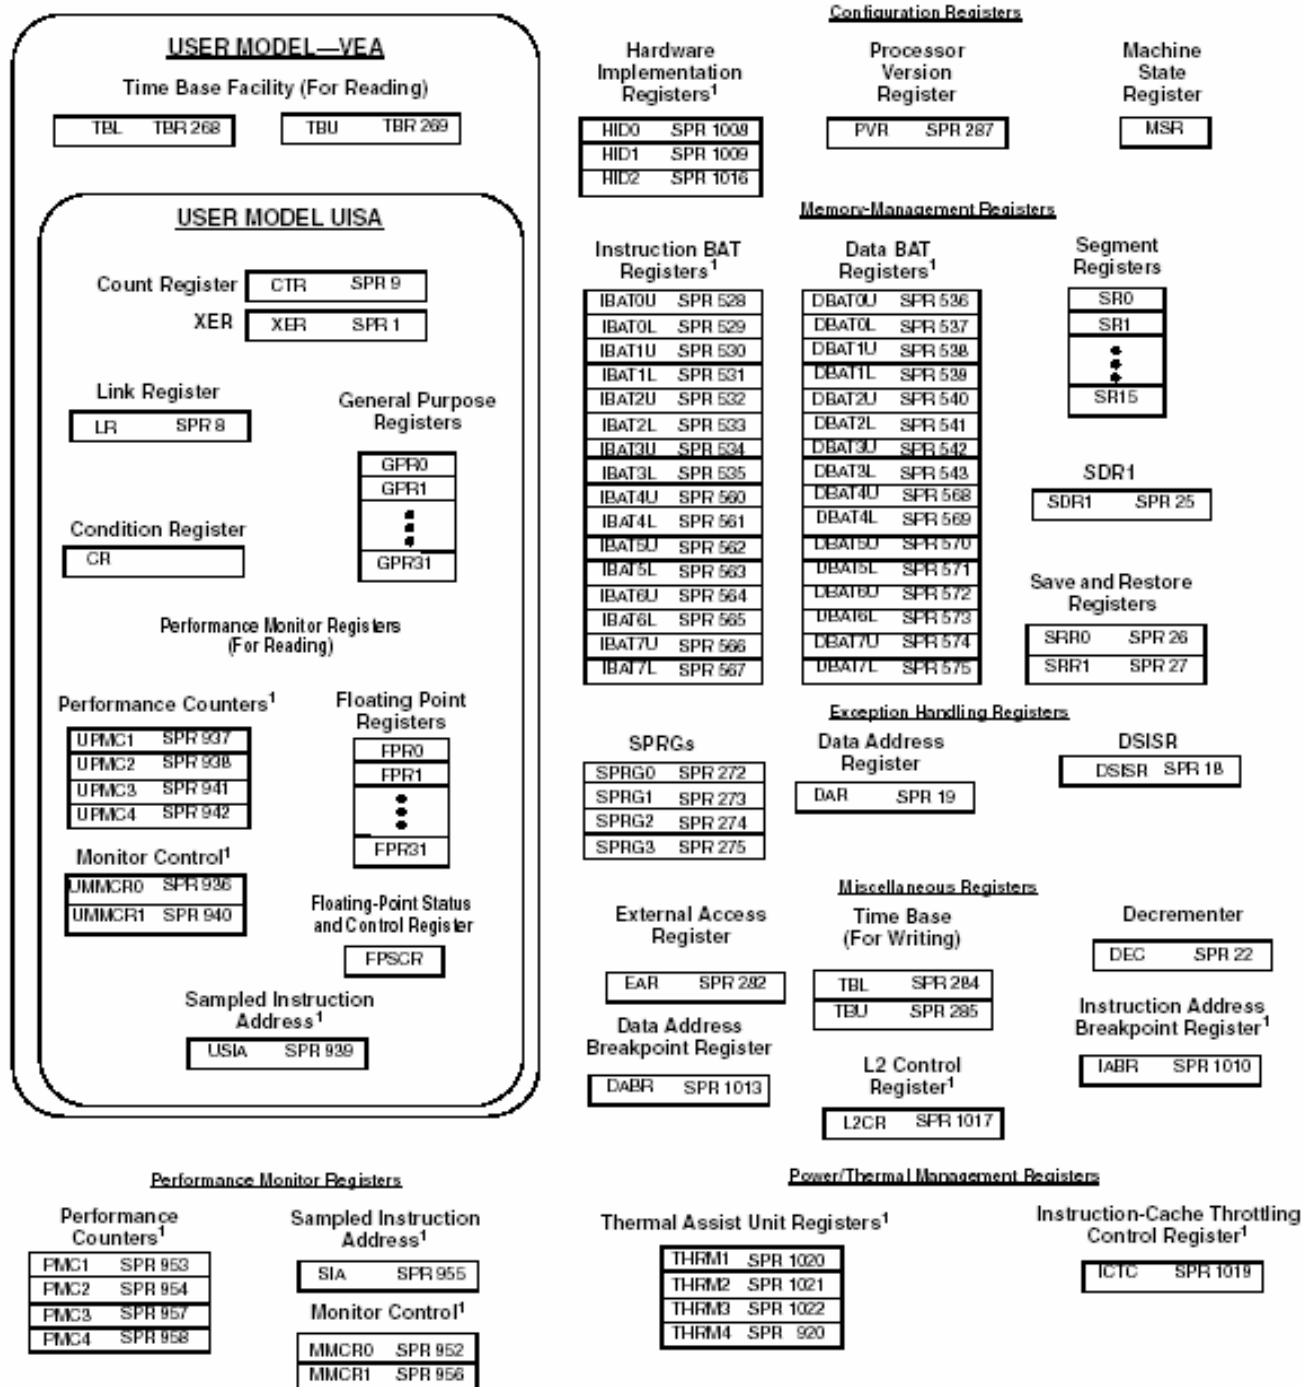 USER MODEL—VEA
Time Base Facility (For Reading)
TBL TBR 268
TBU TBR 269
USER MODEL UISA
Count Register
CTR SPR 9
XER
XER SPR 1
Link Register
LR SPR 8
General Purpose
Registers
GPR0
GPR1
GPR31
Condition Register
CR
Performance Monitor Registers
(For Reading)
Performance Counters1
UPMC1 SPR 937
UPMC2 SPR 938
UPMC3 SPR 941
UPMC4 SPR 942
Floating Point
Registers
FPR0
FPR1
FPR31
Monitor Control1
UMMCR0 SPR 936
UMMCR1 SPR 940
Floating-Point Status
and Control Register
FPSCR
Sampled Instruction
Address1
USIA SPR 939
Configuration Registers
Hardware
Implementation
Registers1
HID0 SPR 1008
HID1 SPR 1009
HID2 SPR 1016
Processor
Version
Register
PVR SPR 287
Machine
State
Register
MSR
Memory-Management Registers
Instruction BAT
Registers1
IBAT0U SPR 528
IBAT0L SPR 529
IBAT1U SPR 530
IBAT1L SPR 531
IBAT2U SPR 532
IBAT2L SPR 533
IBAT3U SPR 534
IBAT3L SPR 535
IBAT4U SPR 560
IBAT4L SPR 561
IBAT5U SPR 562
IBAT5L SPR 563
IBAT6U SPR 564
IBAT6L SPR 565
IBAT7U SPR 566
IBAT7L SPR 567
Data BAT
Registers1
DBAT0U SPR 536
DBAT0L SPR 537
DBAT1U SPR 538
DBAT1L SPR 539
DBAT2U SPR 540
DBAT2L SPR 541
DBAT3U SPR 542
DBAT3L SPR 543
DBAT4U SPR 568
DBAT4L SPR 569
DBAT5U SPR 570
DBAT5L SPR 571
DBAT6U SPR 572
DBAT6L SPR 573
DBAT7U SPR 574
DBAT7L SPR 575
Segment
Registers
SR0
SR1
SR15
SDR1
SDR1 SPR 25
Save and Restore
Registers
SRR0 SPR 26
SRR1 SPR 27
Exception Handling Registers
SPRGs
SPRG0 SPR 272
SPRG1 SPR 273
SPRG2 SPR 274
SPRG3 SPR 275
Data Address
Register
DAR SPR 19
DSISR
DSISR SPR 18
Miscellaneous Registers
External Access
Register
EAR SPR 282
Time Base
(For Writing)
TBL SPR 284
TBU SPR 285
Decrementer
DEC SPR 22
Data Address
Breakpoint Register
DABR SPR 1013
L2 Control
Register1
L2CR SPR 1017
Instruction Address
Breakpoint Register1
IABR SPR 1010
Performance Monitor Registers
Performance
Counters1
PMC1 SPR 953
PMC2 SPR 954
PMC3 SPR 957
PMC4 SPR 958
Sampled Instruction
Address1
SIA SPR 955
Monitor Control1
MMCR0 SPR 952
MMCR1 SPR 956
Power/Thermal Management Registers
Thermal Assist Unit Registers1
THRM1 SPR 1020
THRM2 SPR 1021
THRM3 SPR 1022
THRM4 SPR 920
Instruction-Cache Throttling
Control Register1
ICTC SPR 1019